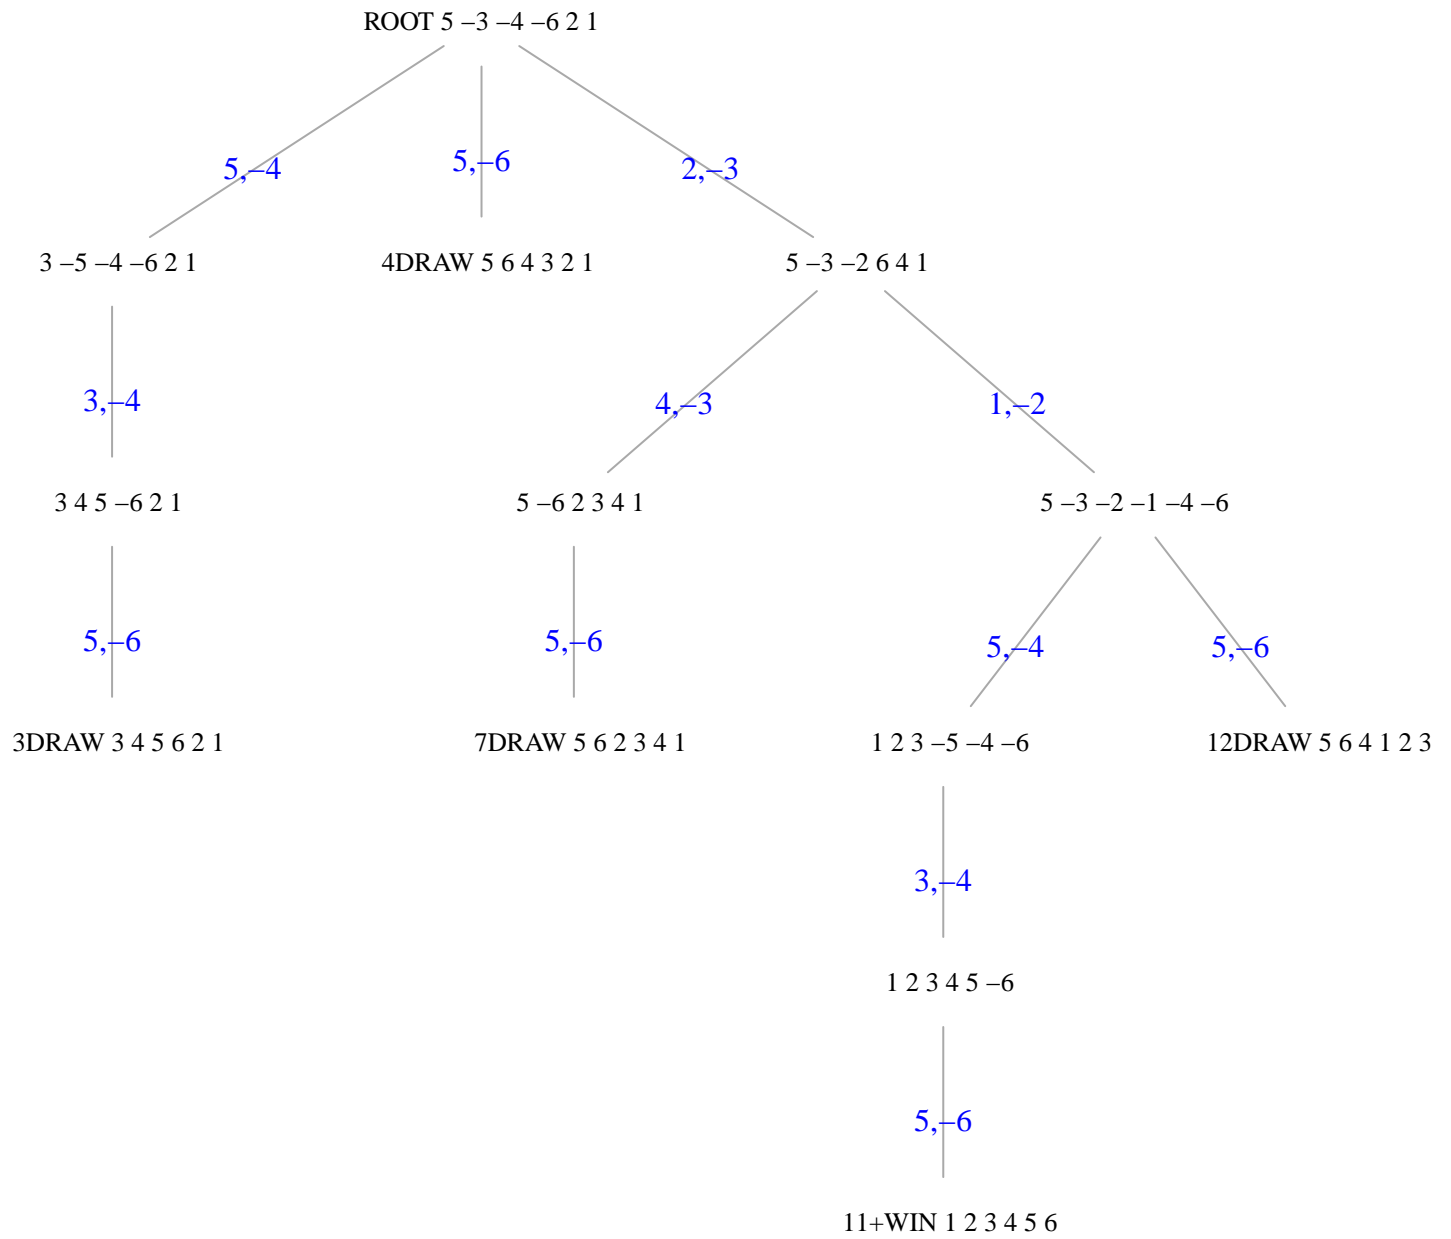 ROOT 5 –3 –4 –6 2 1
5,–4
5,–6
2,–3
3 –5 –4 –6 2 1
4DRAW 5 6 4 3 2 1
5 –3 –2 6 4 1
3,–4
4,–3
1,–2
3 4 5 –6 2 1
5 –6 2 3 4 1
5 –3 –2 –1 –4 –6
5,–6
5,–6
5,–4
5,–6
3DRAW 3 4 5 6 2 1
7DRAW 5 6 2 3 4 1
1 2 3 –5 –4 –6
12DRAW 5 6 4 1 2 3
3,–4
1 2 3 4 5 –6
5,–6
11+WIN 1 2 3 4 5 6